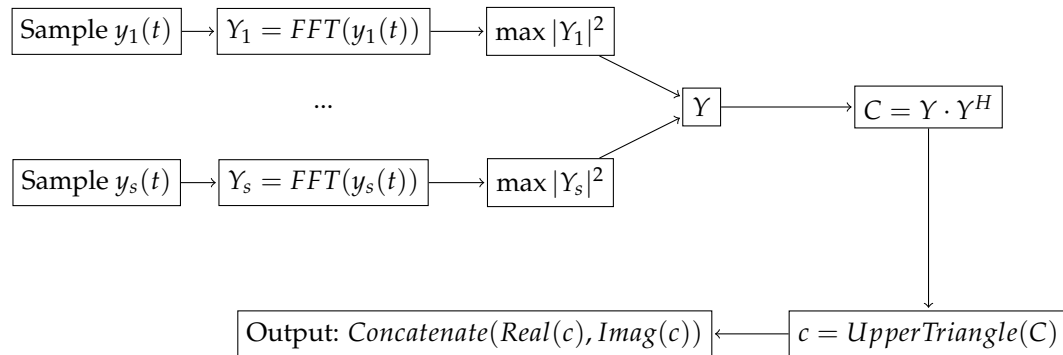 Sample y₁(t)
Y₁ = FFT(y₁(t))
max |Y₁|²
...
Y
C = Y · Yᴴ
Sample yₛ(t)
Yₛ = FFT(yₛ(t))
max |Yₛ|²
Output: Concatenate(Real(c), Imag(c))
c = UpperTriangle(C)